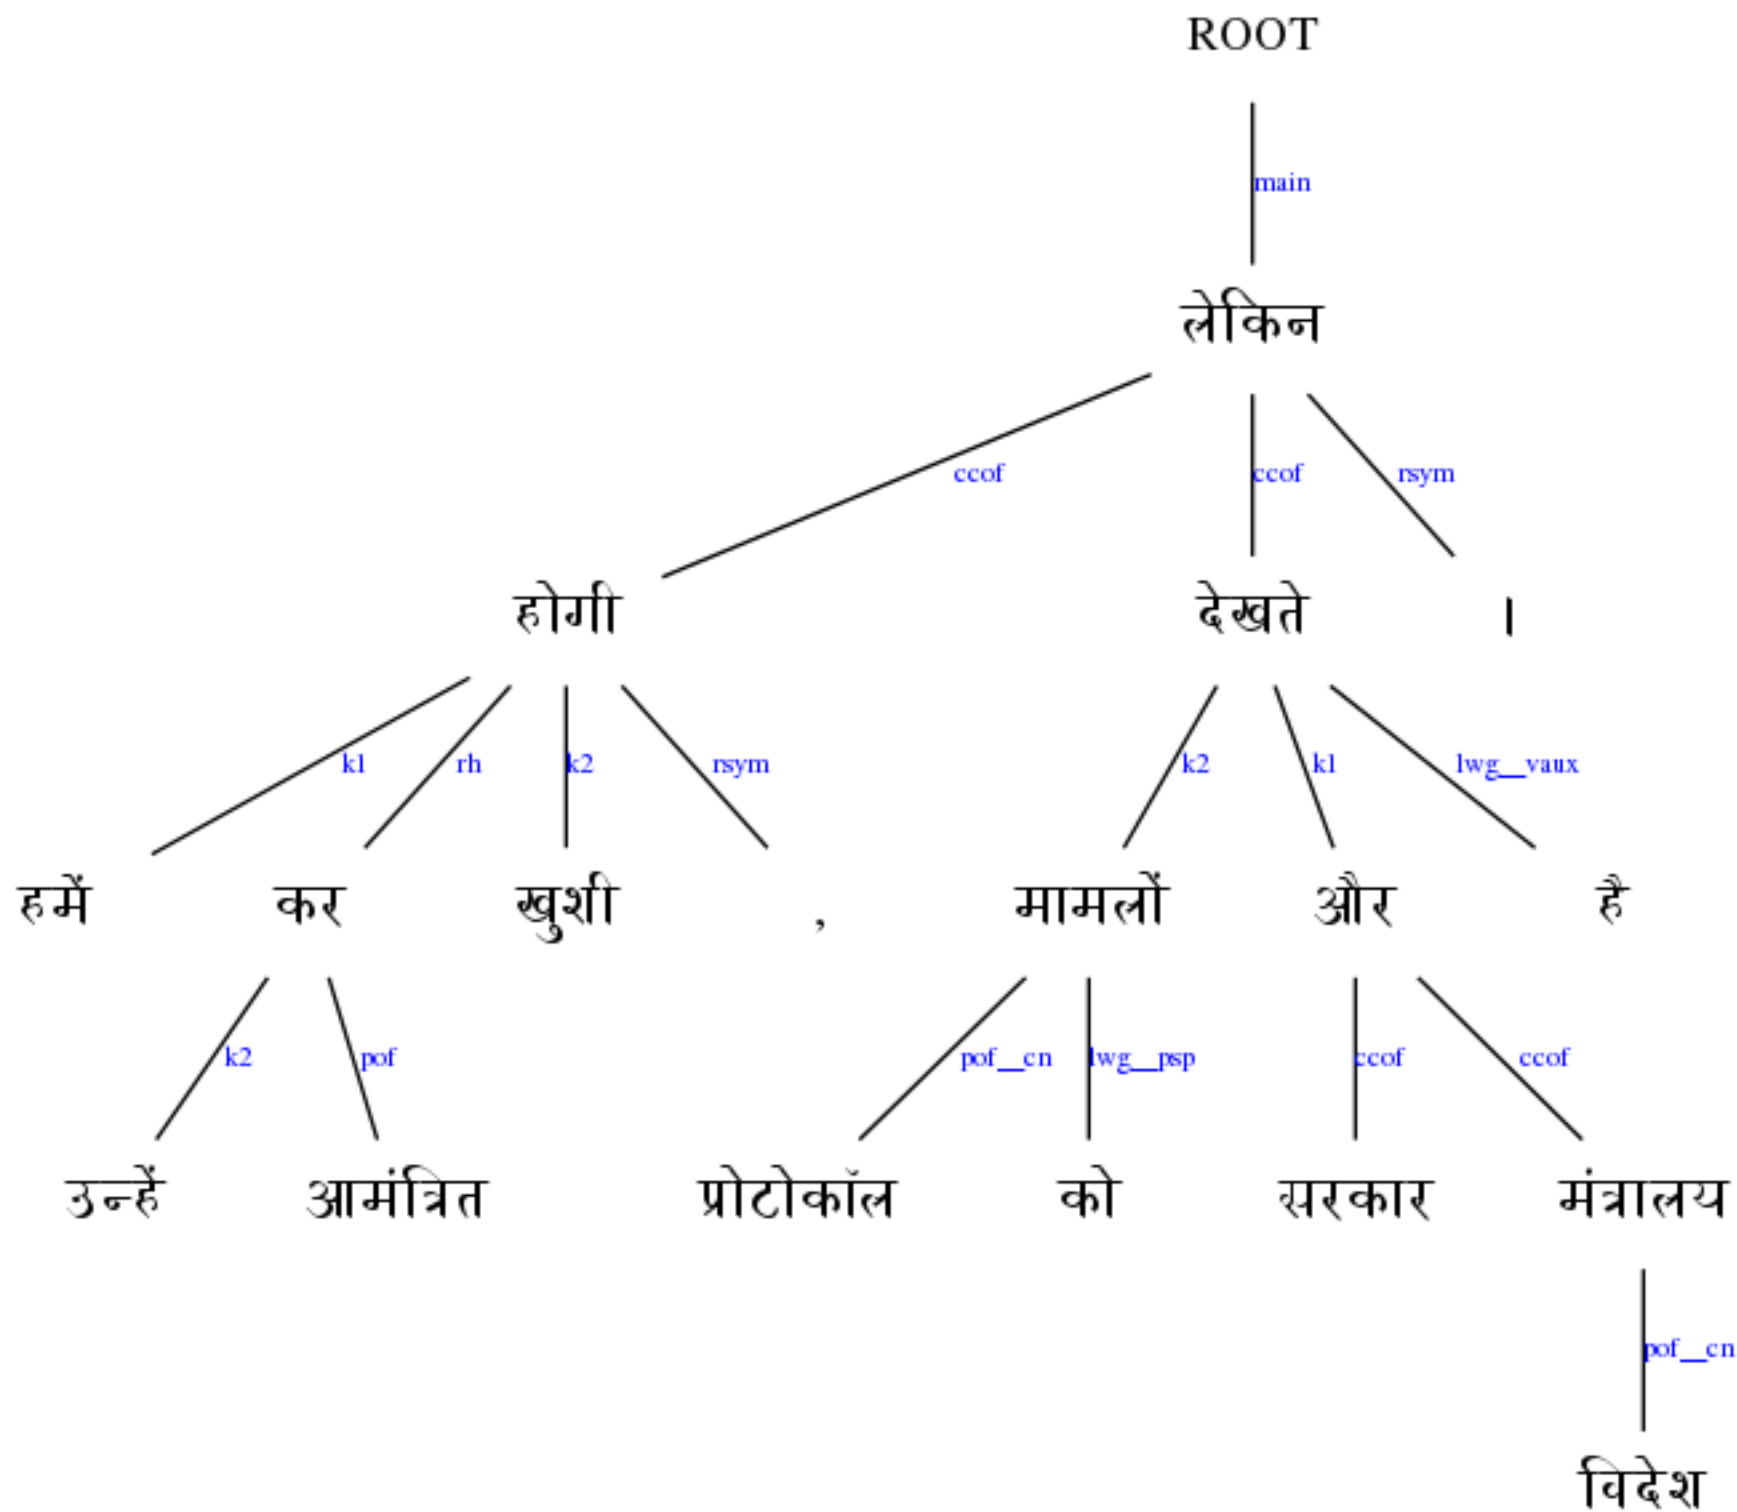 ROOT
main
लेकिन
ccof ccof rsym
होगी देखते ।
k1 rh k2 rsym k2 k1 lwg__vaux
हमें कर खुशी , मामलों और है
k2 pof pof__cn lwg__psp ccof ccof
उन्हें आमंत्रित प्रोटोकॉल को सरकार मंत्रालय
pof__cn
विदेश